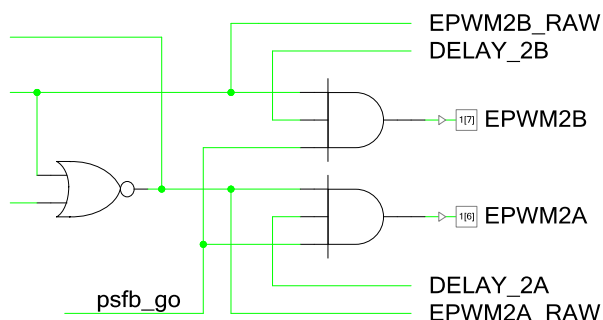 EPWM2B_RAW
DELAY_2B
1[7] EPWM2B
1[6] EPWM2A
DELAY_2A
psfb_go
EPWM2A_RAW